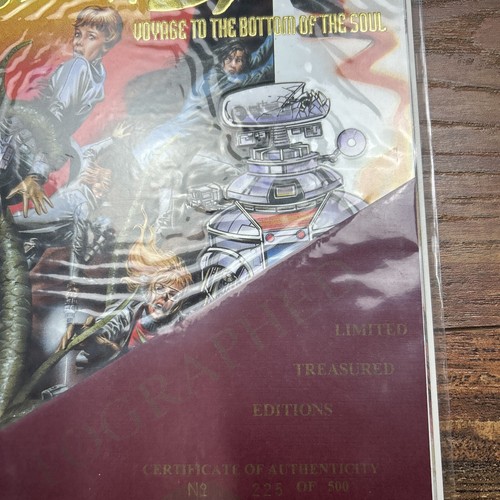 VOYAGE TO THE BOTTOM OF THE SOUL
LIMITED
TREASURED
EDITIONS
CERTIFICATE OF AUTHENTICITY
Nº 225 OF 500